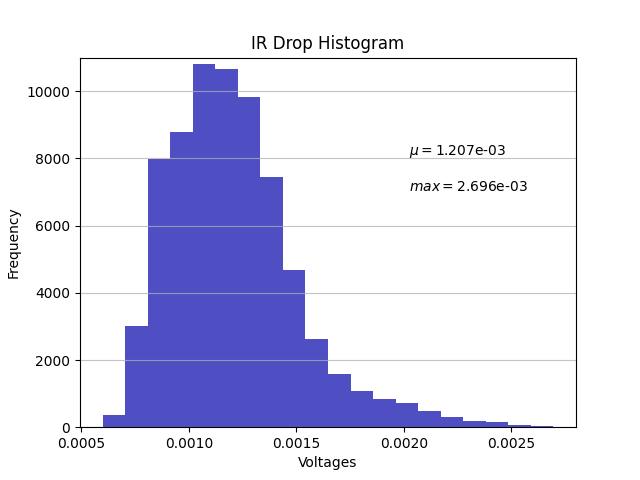 IR Drop Histogram
10000
8000
6000
4000
2000
0
Frequency
μ = 1.207e-03
max = 2.696e-03
0.0005 0.0010 0.0015 0.0020 0.0025
Voltages